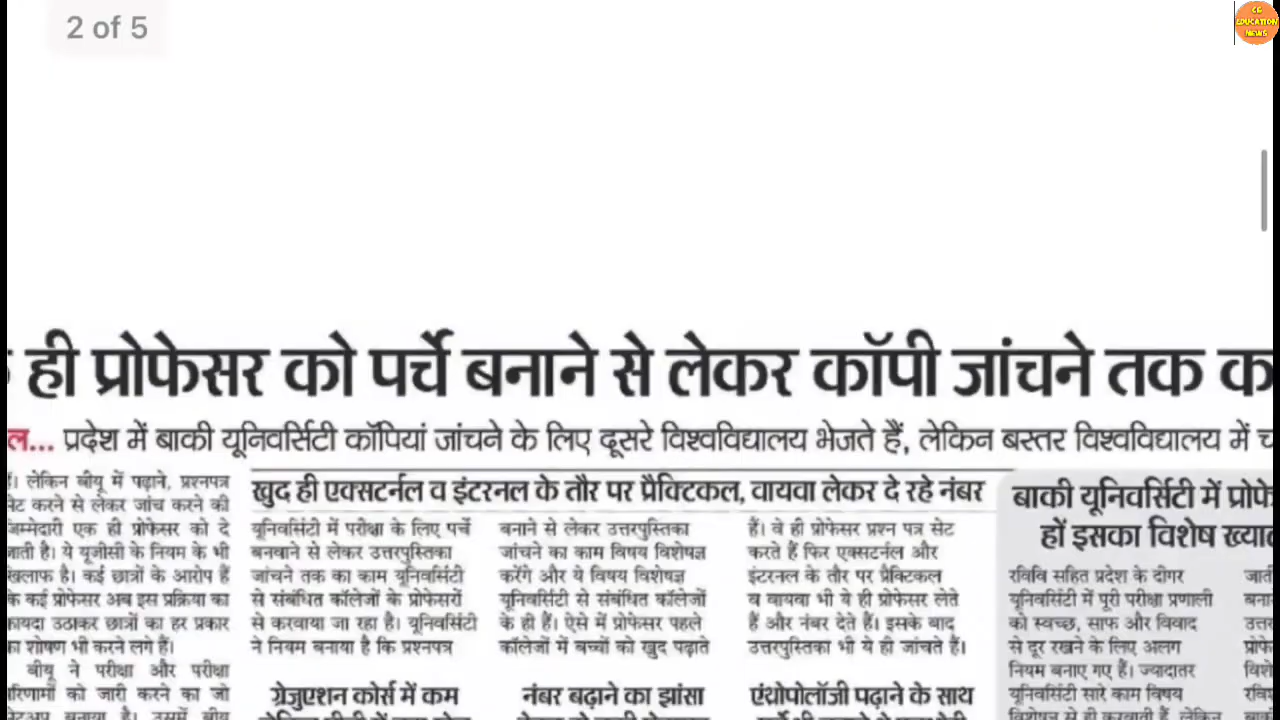 2 of 5
CG
EDUCATION
NEWS
ही प्रोफेसर को पर्चे बनाने से लेकर कॉपी जांचने तक
प्रदेश में बाकी यूनिवर्सिटी कॉपियां जांचने के लिए दूसरे विश्वविद्यालय भेजते हैं, लेकिन बस्तर विश्वविद्यालय में
लेकिन बीयू में पढ़ाने, प्रश्नपत्र
करने से लेकर जांच करने की
एक ही प्रोफेसर को दे
है। ये यूजीसी के नियम के भी
है। कई छात्रों के आरोप हैं
कई प्रोफेसर अब इस प्रक्रिया का
उठाकर छात्रों का हर प्रकार
शोषण भी करने लगे हैं।
बीयू ने परीक्षा और परीक्षा
को जारी करने का जो
बनाया है। उसमें बीयू
खुद ही एक्सटर्नल व इंटरनल के तौर पर प्रैक्टिकल, वायवा लेकर दे रहे नंबर
यूनिवर्सिटी में परीक्षा के लिए पर्चे
बनवाने से लेकर उत्तरपुस्तिका
जांचने तक का काम यूनिवर्सिटी
से संबंधित कॉलेजों के प्रोफेसरों
से करवाया जा रहा है। यूनिवर्सिटी
ने नियम बनाया है कि प्रश्नपत्र
बनाने से लेकर उत्तरपुस्तिका
जांचने का काम विषय विशेषज्ञ
करेंगे और ये विषय विशेषज्ञ
यूनिवर्सिटी से संबंधित कॉलेजों
के ही हैं। ऐसे में प्रोफेसर पहले
कॉलेजों में बच्चों को खुद पढ़ाते
हैं। वे ही प्रोफेसर प्रश्न पत्र सेट
करते हैं फिर एक्सटर्नल और
इंटरनल के तौर पर प्रैक्टिकल
व वायवा भी ये ही प्रोफेसर लेते
हैं और नंबर देते हैं। इसके बाद
उत्तरपुस्तिका भी ये ही जांचते हैं।
ग्रेजुएशन कोर्स में कम
नंबर बढ़ाने का झांसा
एंथ्रोपोलॉजी पढ़ाने के साथ
बाकी यूनिवर्सिटी में
हों इसका विशेष
रविवि सहित प्रदेश के दीगर
यूनिवर्सिटी में पूरी परीक्षा प्रणाली
को स्वच्छ, साफ और विवाद
से दूर रखने के लिए अलग
नियम बनाए गए हैं। ज्यादातर
यूनिवर्सिटी सारे काम विषय
विशेषज्ञ से ही करवाती हैं, लेकिन